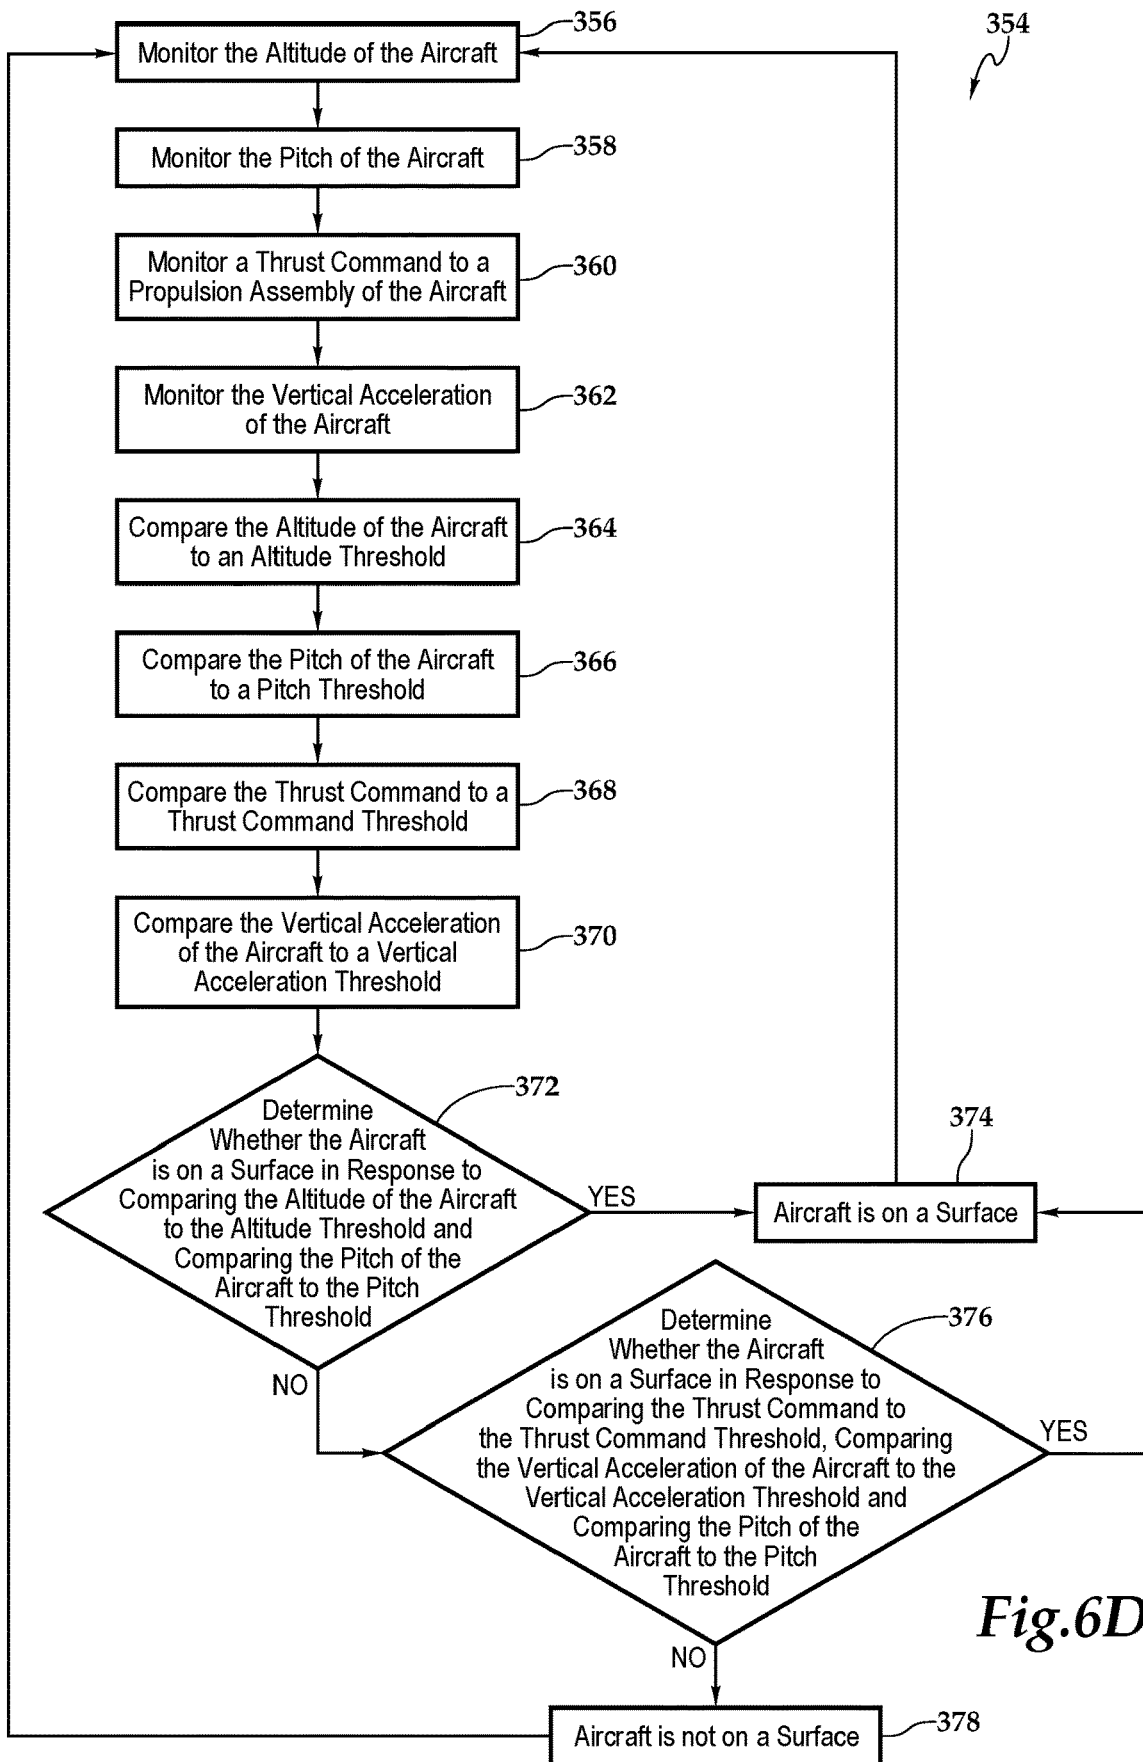 356
354
Monitor the Altitude of the Aircraft
Monitor the Pitch of the Aircraft
358
Monitor a Thrust Command to a
Propulsion Assembly of the Aircraft
360
Monitor the Vertical Acceleration
of the Aircraft
362
Compare the Altitude of the Aircraft
to an Altitude Threshold
364
Compare the Pitch of the Aircraft
to a Pitch Threshold
366
Compare the Thrust Command to a
Thrust Command Threshold
368
Compare the Vertical Acceleration
of the Aircraft to a Vertical
Acceleration Threshold
370
372
Determine
Whether the Aircraft
is on a Surface in Response to
Comparing the Altitude of the Aircraft
to the Altitude Threshold and
Comparing the Pitch of the
Aircraft to the Pitch
Threshold
YES
NO
374
Aircraft is on a Surface
376
Determine
Whether the Aircraft
is on a Surface in Response to
Comparing the Thrust Command to
the Thrust Command Threshold, Comparing
the Vertical Acceleration of the Aircraft to the
Vertical Acceleration Threshold and
Comparing the Pitch of the
Aircraft to the Pitch
Threshold
YES
NO
Fig.6D
Aircraft is not on a Surface
378